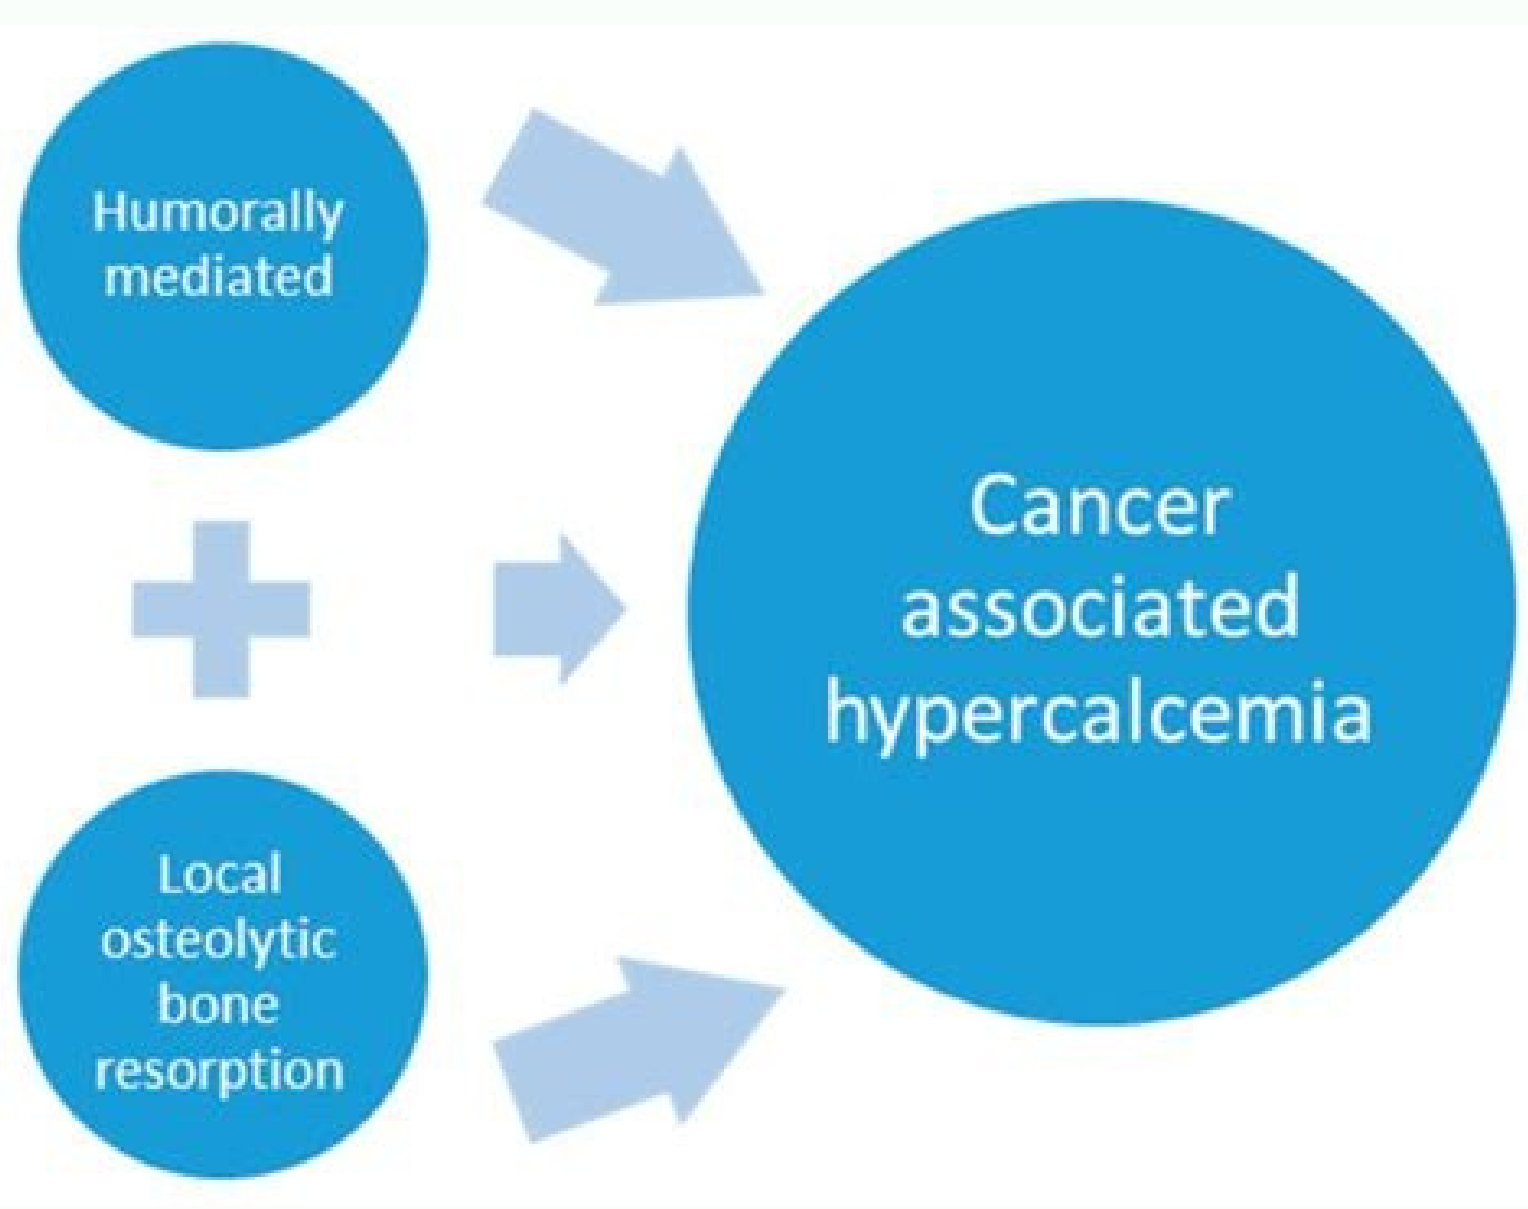 Humorally
mediated
Cancer
associated
hypercalcemia
Local
osteolytic
bone
resorption